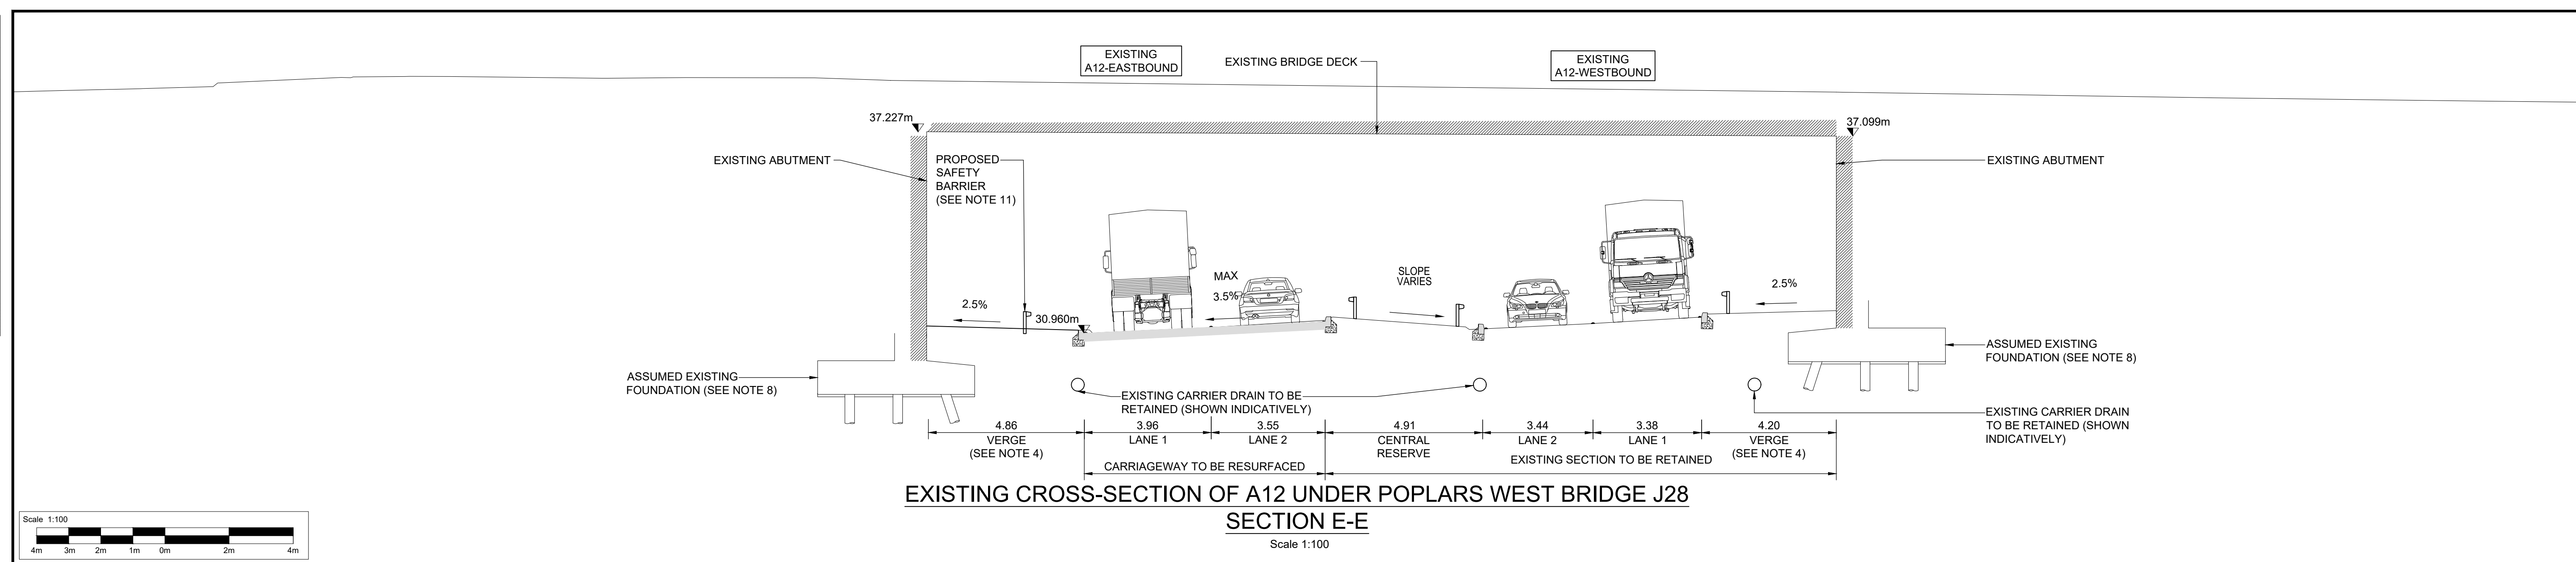 EXISTING
A12-EASTBOUND
EXISTING BRIDGE DECK
EXISTING
A12-WESTBOUND
37.227m
37.099m
EXISTING ABUTMENT
PROPOSED
SAFETY
BARRIER
(SEE NOTE 11)
EXISTING ABUTMENT
2.5%
30.960m
MAX
3.5%
SLOPE
VARIES
2.5%
ASSUMED EXISTING
FOUNDATION (SEE NOTE 8)
ASSUMED EXISTING
FOUNDATION (SEE NOTE 8)
EXISTING CARRIER DRAIN TO BE
RETAINED (SHOWN INDICATIVELY)
EXISTING CARRIER DRAIN
TO BE RETAINED (SHOWN
INDICATIVELY)
4.86
VERGE
(SEE NOTE 4)
3.96
LANE 1
3.55
LANE 2
4.91
CENTRAL
RESERVE
3.44
LANE 2
3.38
LANE 1
4.20
VERGE
(SEE NOTE 4)
CARRIAGEWAY TO BE RESURFACED
EXISTING SECTION TO BE RETAINED
EXISTING CROSS-SECTION OF A12 UNDER POPLARS WEST BRIDGE J28
SECTION E-E
Scale 1:100
Scale 1:100
4m 3m 2m 1m 0m 2m 4m